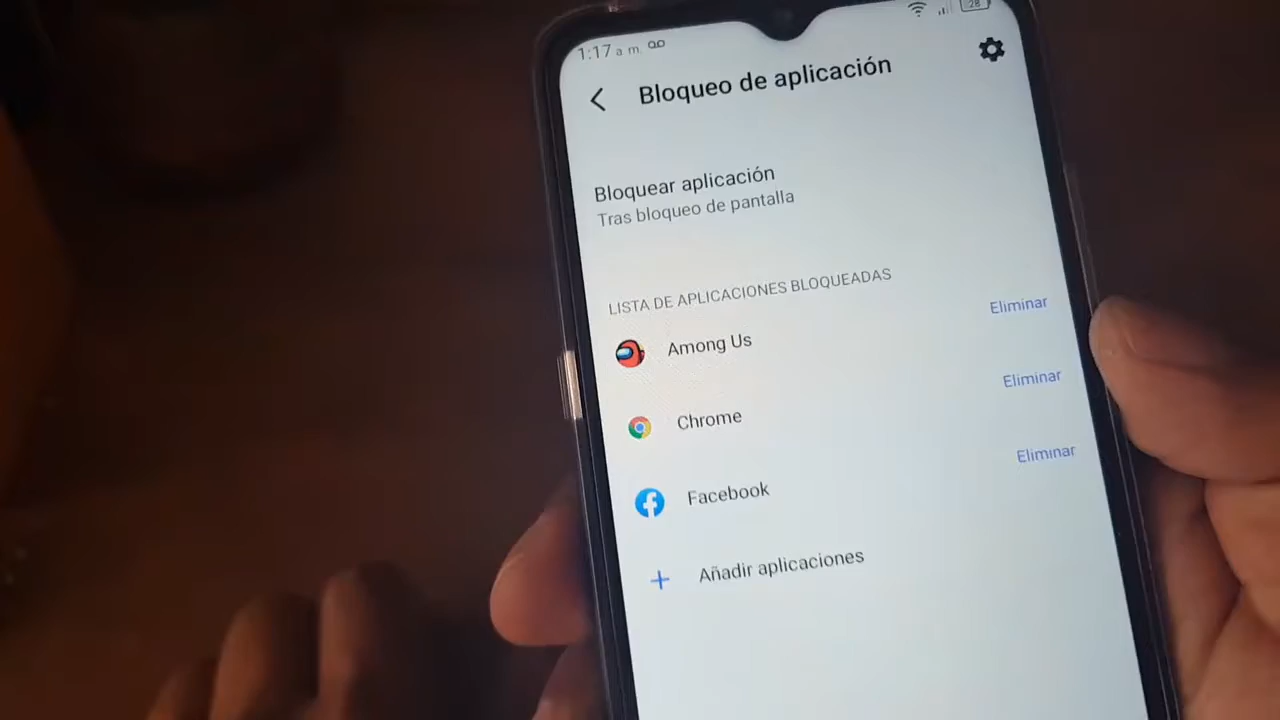 1:17 a. m.
28
Bloqueo de aplicación
Bloquear aplicación
Tras bloqueo de pantalla
LISTA DE APLICACIONES BLOQUEADAS
Among Us
Eliminar
Chrome
Eliminar
Facebook
Eliminar
Añadir aplicaciones